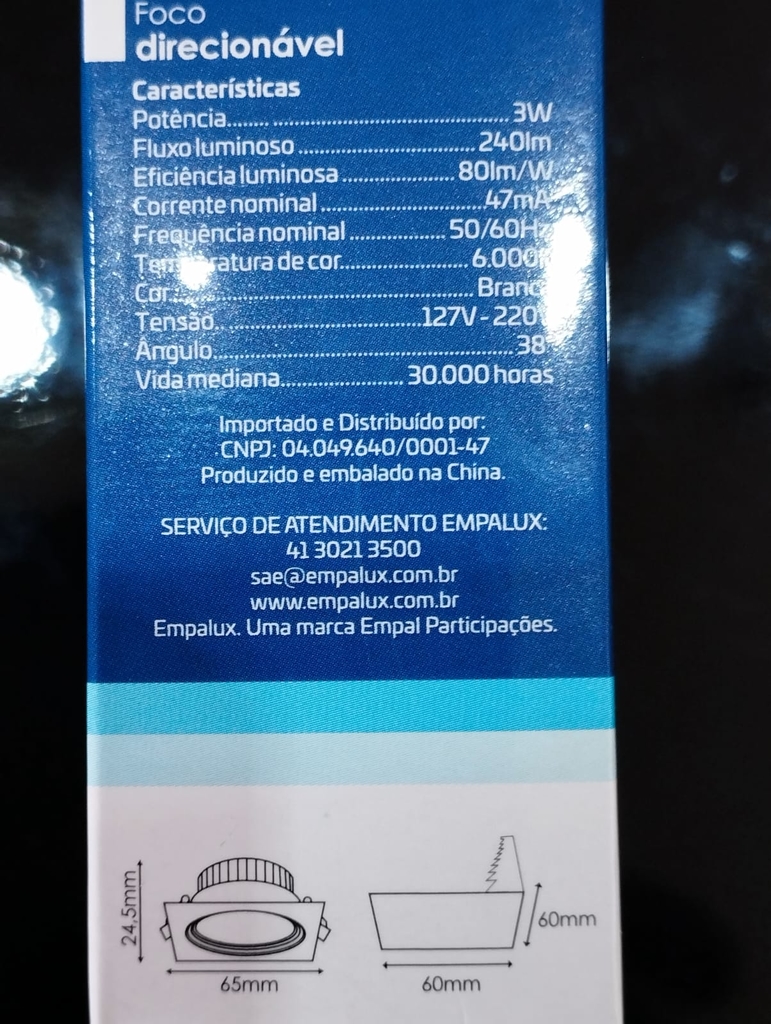 Foco
direcionável
Características
Potência....... ........................................ 3W
Fluxo luminoso ............................... 240lm
Eficiência luminosa .................... 80lm/W
Corrente nominal ............................. 47mA
Frequência nominal ................. 50/60Hz
Temperatura de cor ...................... 6.000K
Cor .................................................... Branco
Tensão.. ................................... 127V - 220V
Ângulo ..................................................... 38°
Vida mediana ..................... 30.000 horas
Importado e Distribuído por:
CNPJ: 04.049.640/0001-47
Produzido e embalado na China.
SERVIÇO DE ATENDIMENTO EMPALUX:
41 3021 3500
sae@empalux.com.br
www.empalux.com.br
Empalux. Uma marca Empal Participações.
24,5mm
65mm
60mm
60mm